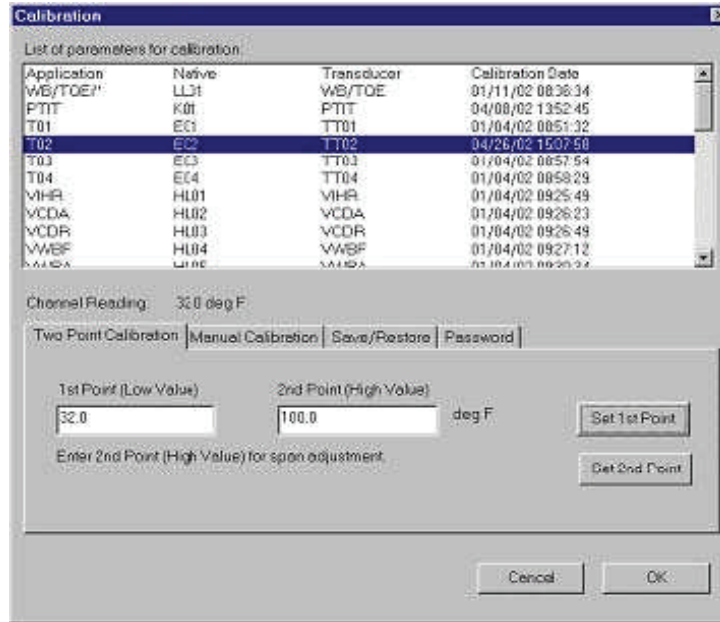 Calibration
List of parameters for calibration:
Application Native Transducer Calibration Date
WB/TOE/* LL31 WB/TOE 01/11/02 08:36:34
PTIT K01 PTIT 04/08/02 13:52:45
T01 EC1 TT01 01/04/02 08:51:32
T02 EC2 TT02 04/26/02 15:07:58
T03 EC3 TT03 01/04/02 08:57:54
T04 EC4 TT04 01/04/02 08:58:29
VIHR HL01 VIHR 01/04/02 09:25:49
VCDA HL02 VCDA 01/04/02 09:26:23
VCDR HL03 VCDR 01/04/02 09:26:49
VWBF HL04 VWBF 01/04/02 09:27:12
Channel Reading: 32.0 deg F
Two Point Calibration Manual Calibration Save/Restore Password
1st Point (Low Value) 2nd Point (High Value)
32.0 100.0 deg F Set 1st Point
Enter 2nd Point (High Value) for span adjustment. Set 2nd Point
Cancel OK